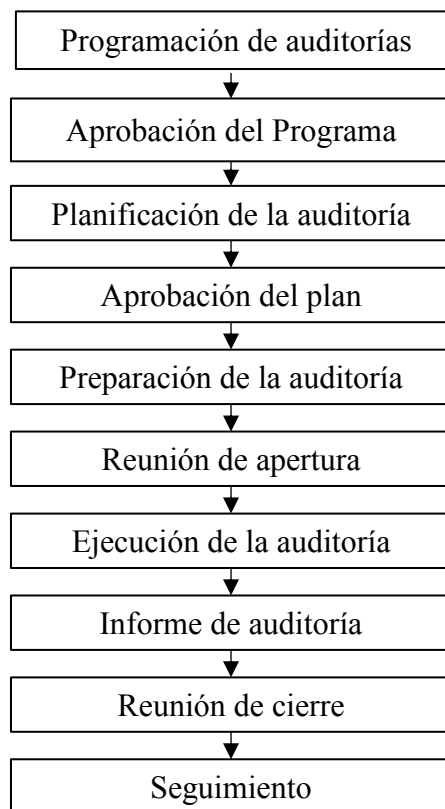 Programación de auditorías
Aprobación del Programa
Planificación de la auditoría
Aprobación del plan
Preparación de la auditoría
Reunión de apertura
Ejecución de la auditoría
Informe de auditoría
Reunión de cierre
Seguimiento